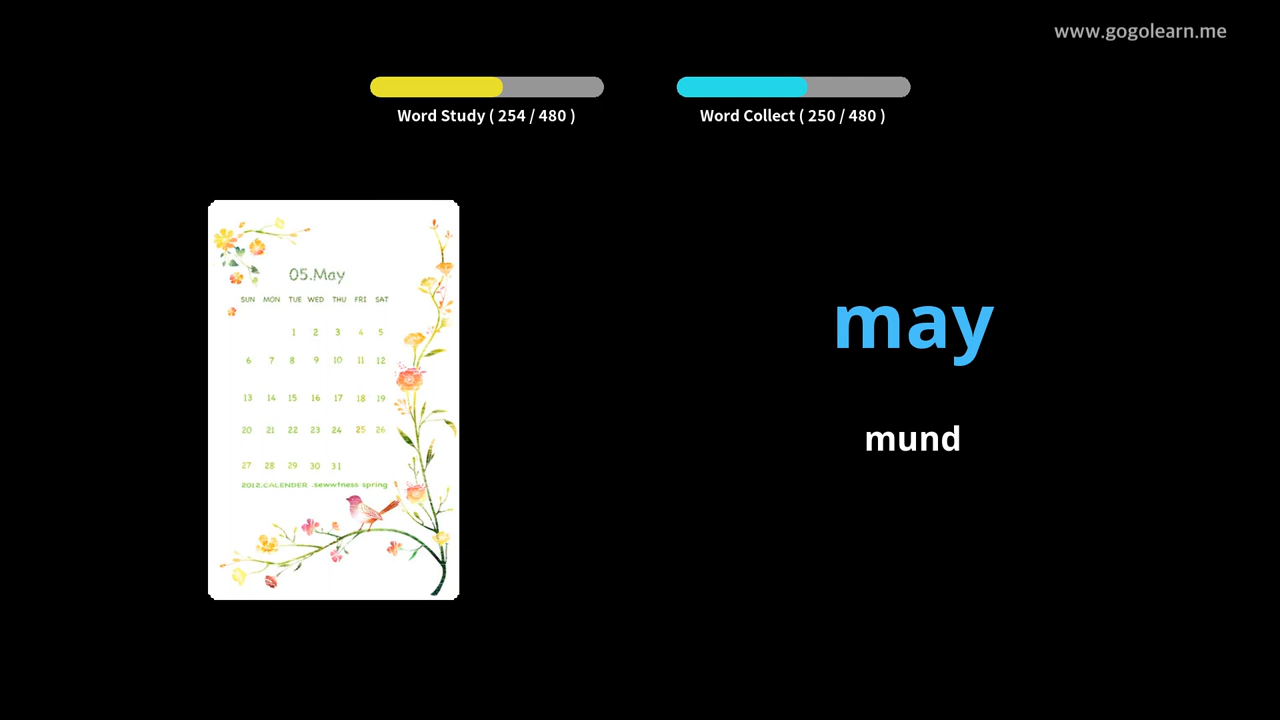 www.gogolearn.me
Word Study ( 254 / 480 )
Word Collect ( 250 / 480 )
05.May
SUN MON TUE WED THU FRI SAT
1 2 3 4 5
6 7 8 9 10 11 12
13 14 15 16 17 18 19
20 21 22 23 24 25 26
27 28 29 30 31
2012.CALENDER .sewwtness spring
may
mund